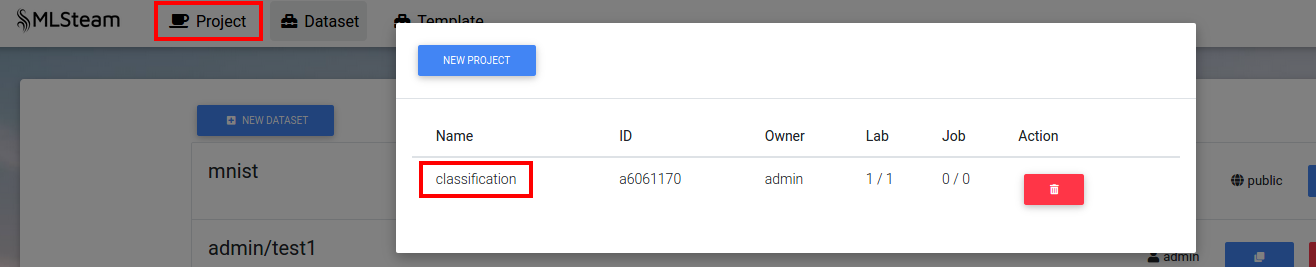 MLSteam Project Dataset Template
NEW PROJECT
NEW DATASET
Name ID Owner Lab Job Action
mnist
classification a6061170 admin 1 / 1 0 / 0
public
admin/test1
admin